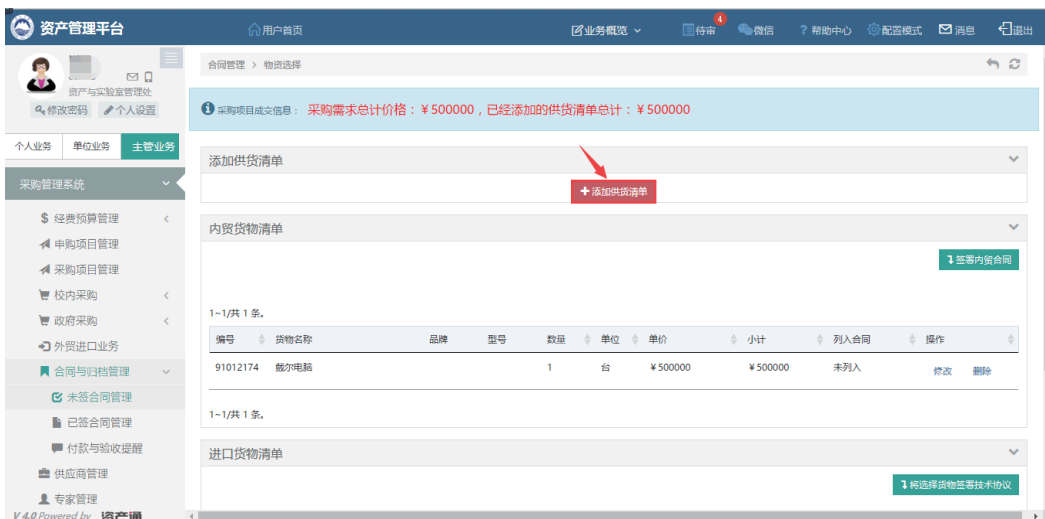 资产管理平台
用户首页
业务概览
待审
4
微信
? 帮助中心
配置模式
消息
退出
资产与实验室管理处
修改密码
个人设置
个人业务
单位业务
主管业务
采购管理系统
$ 经费预算管理
申购项目管理
采购项目管理
校内采购
政府采购
外贸进口业务
合同与归档管理
未签合同管理
已签合同管理
付款与验收提醒
供应商管理
专家管理
V 4.0 Powered by 资产通
合同管理 > 物资选择
采购项目成交信息： 采购需求总计价格：￥500000，已经添加的供货清单总计：￥500000
添加供货清单
+添加供货清单
内贸货物清单
签署内贸合同
1~1/共 1 条。
编号 货物名称 品牌 型号 数量 单位 单价 小计 列入合同 操作
91012174 戴尔电脑 1 台 ￥500000 ￥500000 未列入 修改 删除
1~1/共 1 条。
进口货物清单
将选择货物签署技术协议